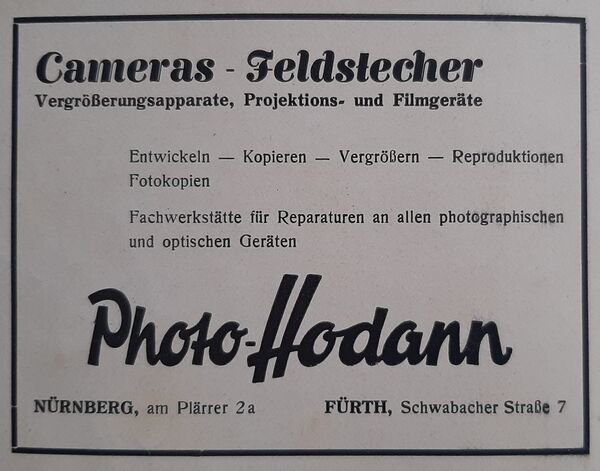 Cameras - Feldstecher
Vergrößerungsapparate, Projektions- und Filmgeräte
Entwickeln — Kopieren — Vergrößern — Reproduktionen
Fotokopien
Fachwerkstätte für Reparaturen an allen photographischen
und optischen Geräten
Photo-Hodann
NÜRNBERG, am Plärrer 2a FÜRTH, Schwabacher Straße 7